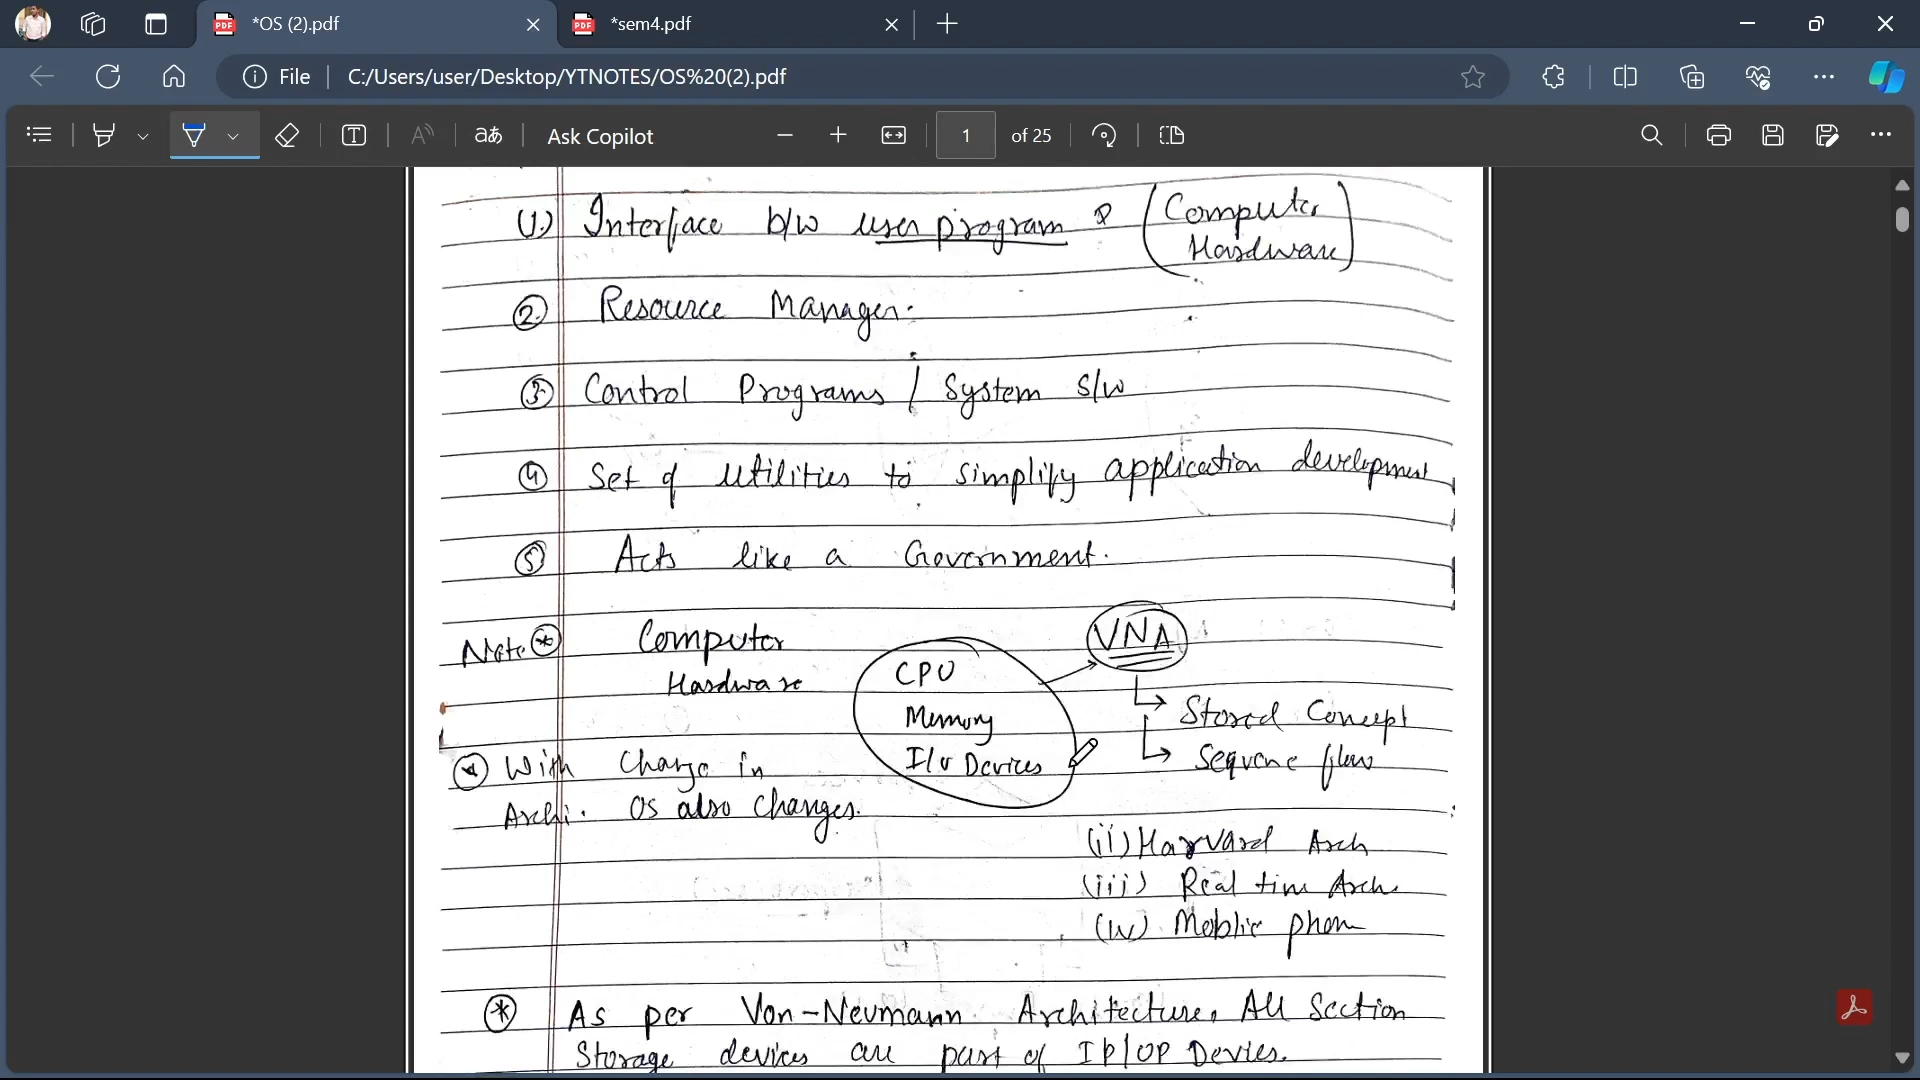 *OS (2).pdf
*sem4.pdf
File
C:/Users/user/Desktop/YTNOTES/OS%20(2).pdf
Ask Copilot
1 of 25
(1.) Interface b/w user program & (Computer
Hardware)
② Resource Manager.
③ Control Programs / System S/W
④ Set of Utilities to simplify application development
⑤ Acts like a Government.
Note * Computer
Hardware
CPU
Memory
I/o Devices
VNA
↳ Stored Concept
↳ Sequence flow
* With Change in
Archi. OS also changes.
(ii) Harvard Arch
(iii) Real time Arch.
(iv) Moblie phone
* As per Von-Neumann Architecture, All Section
Storage devices are part of IP/OP Devies.